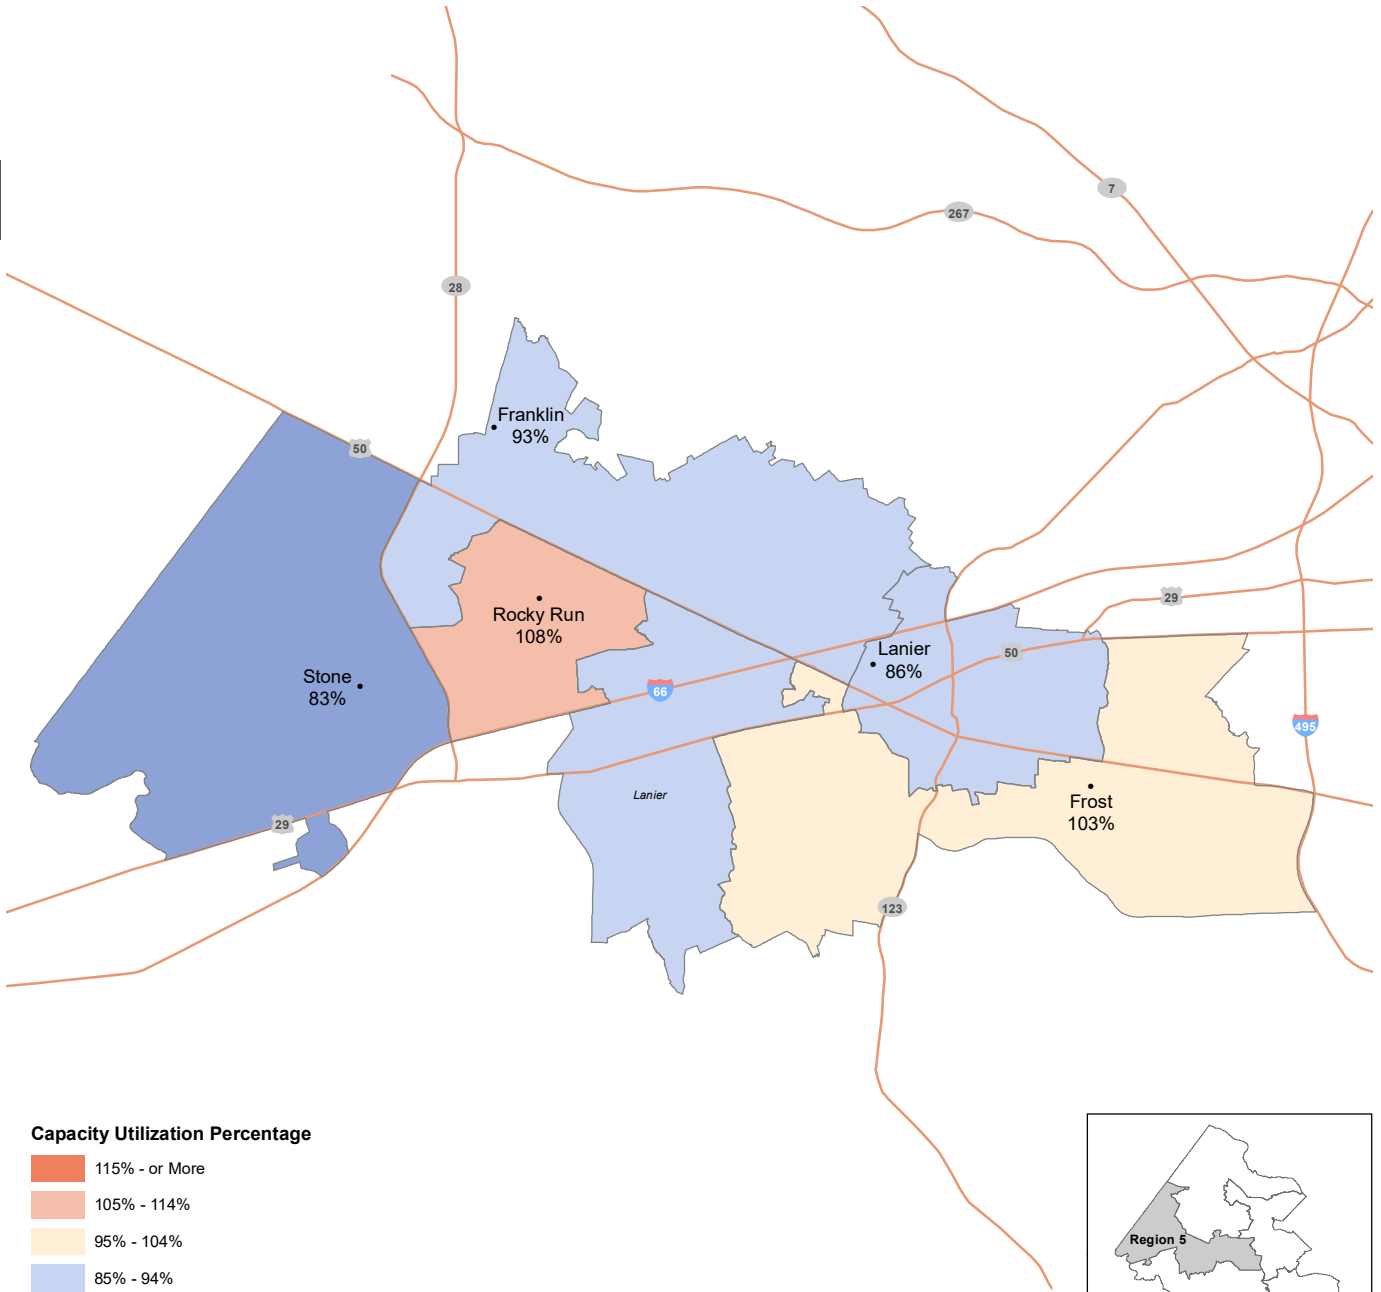 7
267
28
Franklin
93%
50
29
Rocky Run
108%
Lanier
86%
50
Stone
83%
66
495
Lanier
Frost
103%
29
123
Capacity Utilization Percentage
115% - or More
105% - 114%
95% - 104%
85% - 94%
Region 5